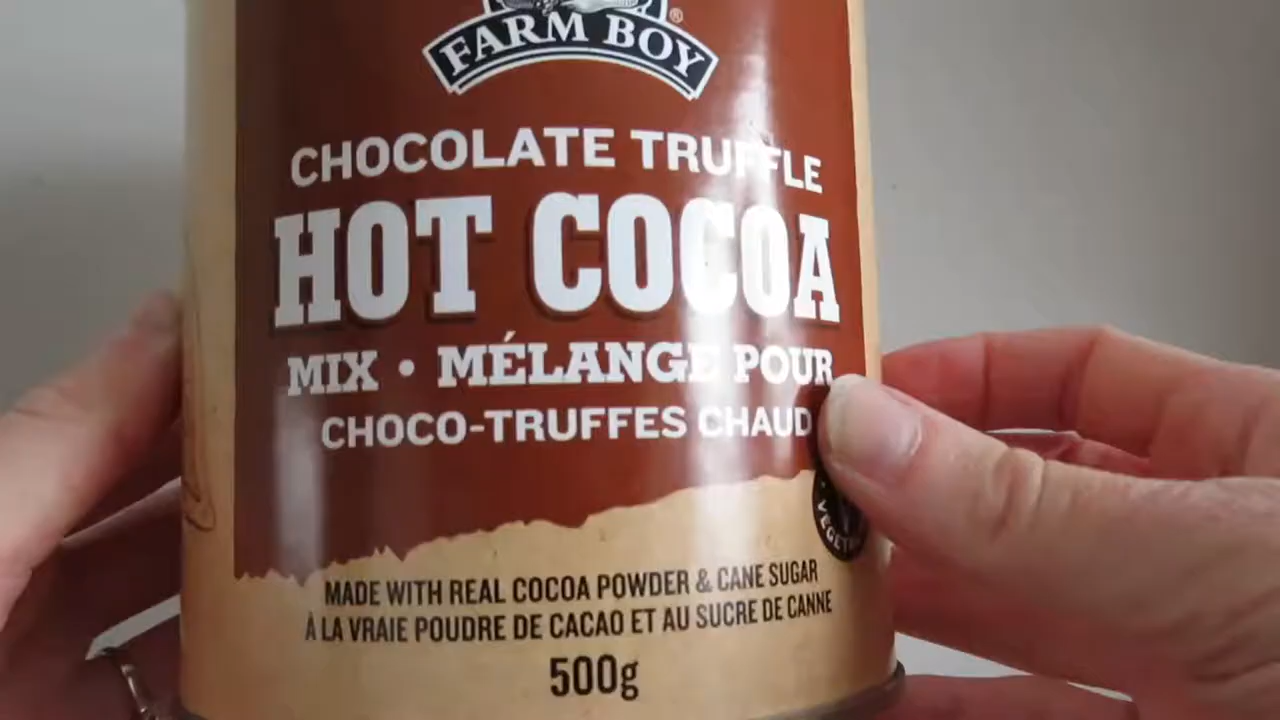 FARM BOY
®
CHOCOLATE TRUFFLE
HOT COCOA
MIX • MÉLANGE POUR
CHOCO-TRUFFES CHAUD
MADE WITH REAL COCOA POWDER & CANE SUGAR
À LA VRAIE POUDRE DE CACAO ET AU SUCRE DE CANNE
500g